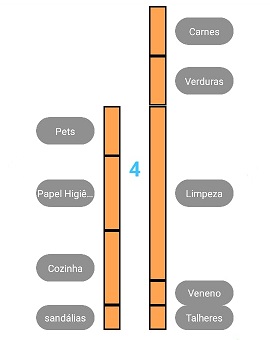 Carnes
Verduras
Pets
4
Papel Higiê...
Limpeza
Cozinha
Veneno
sandálias
Talheres